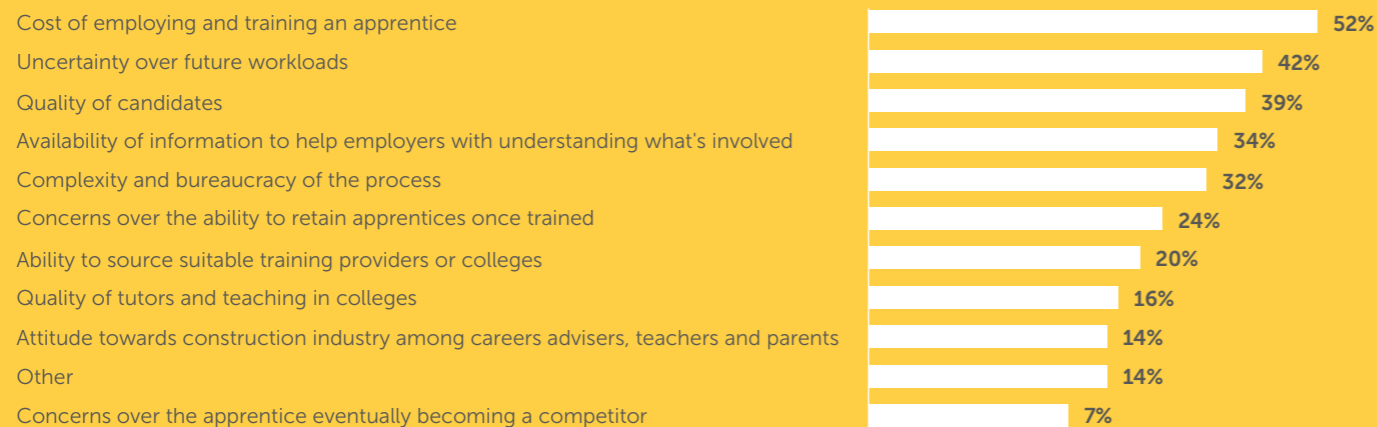 Cost of employing and training an apprentice 52%
Uncertainty over future workloads 42%
Quality of candidates 39%
Availability of information to help employers with understanding what's involved 34%
Complexity and bureaucracy of the process 32%
Concerns over the ability to retain apprentices once trained 24%
Ability to source suitable training providers or colleges 20%
Quality of tutors and teaching in colleges 16%
Attitude towards construction industry among careers advisers, teachers and parents 14%
Other 14%
Concerns over the apprentice eventually becoming a competitor 7%